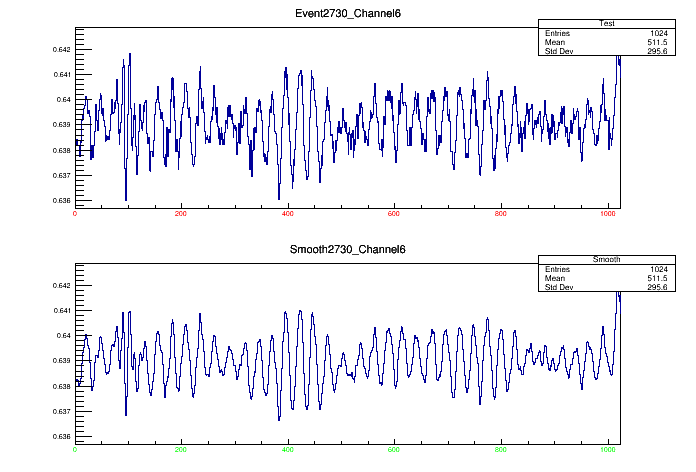 Event2730_Channel6
Test
Entries 1024
Mean 511.5
Std Dev 295.6
0.642
0.641
0.64
0.639
0.638
0.637
0.636
0 200 400 600 800 1000
Smooth2730_Channel6
Smooth
Entries 1024
Mean 511.5
Std Dev 295.6
0.642
0.641
0.64
0.639
0.638
0.637
0.636
0 200 400 600 800 1000